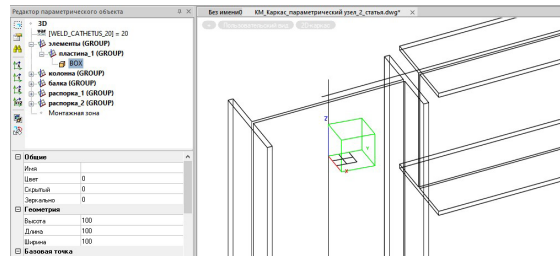 Редактор параметрического объекта
Без имени0
КМ_Каркас_параметрический узел_2_статья.dwg*
3D
[WELD_CATHETUS_20] = 20
элементы (GROUP)
пластина_1 (GROUP)
BOX
колонна (GROUP)
балка (GROUP)
распорка_1 (GROUP)
распорка_2 (GROUP)
Монтажная зона
Z
Y
X
Общие
Имя
Цвет 0
Скрытый 0
Зеркально 0
Геометрия
Высота 100
Длина 100
Ширина 100
Базовая точка